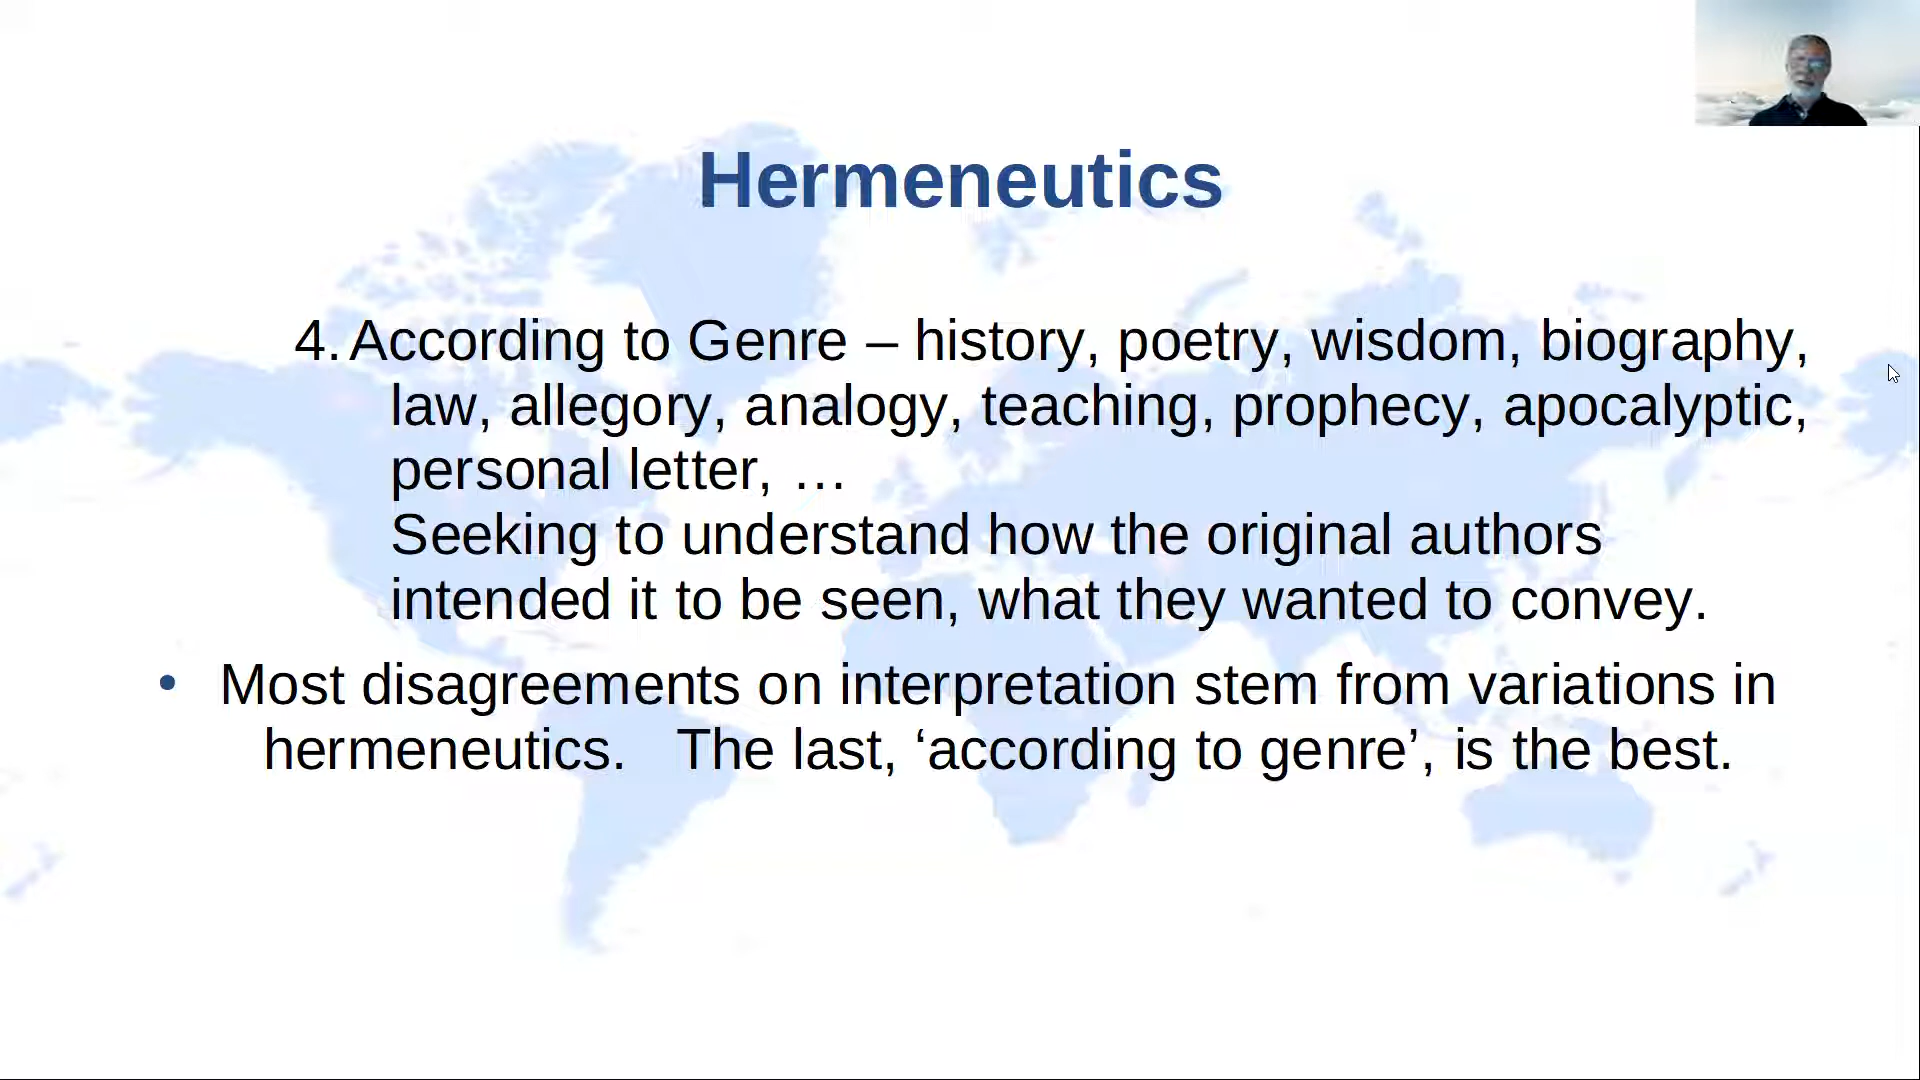 Hermeneutics
4. According to Genre – history, poetry, wisdom, biography,
law, allegory, analogy, teaching, prophecy, apocalyptic,
personal letter, …
Seeking to understand how the original authors
intended it to be seen, what they wanted to convey.
• Most disagreements on interpretation stem from variations in
hermeneutics. The last, ‘according to genre’, is the best.